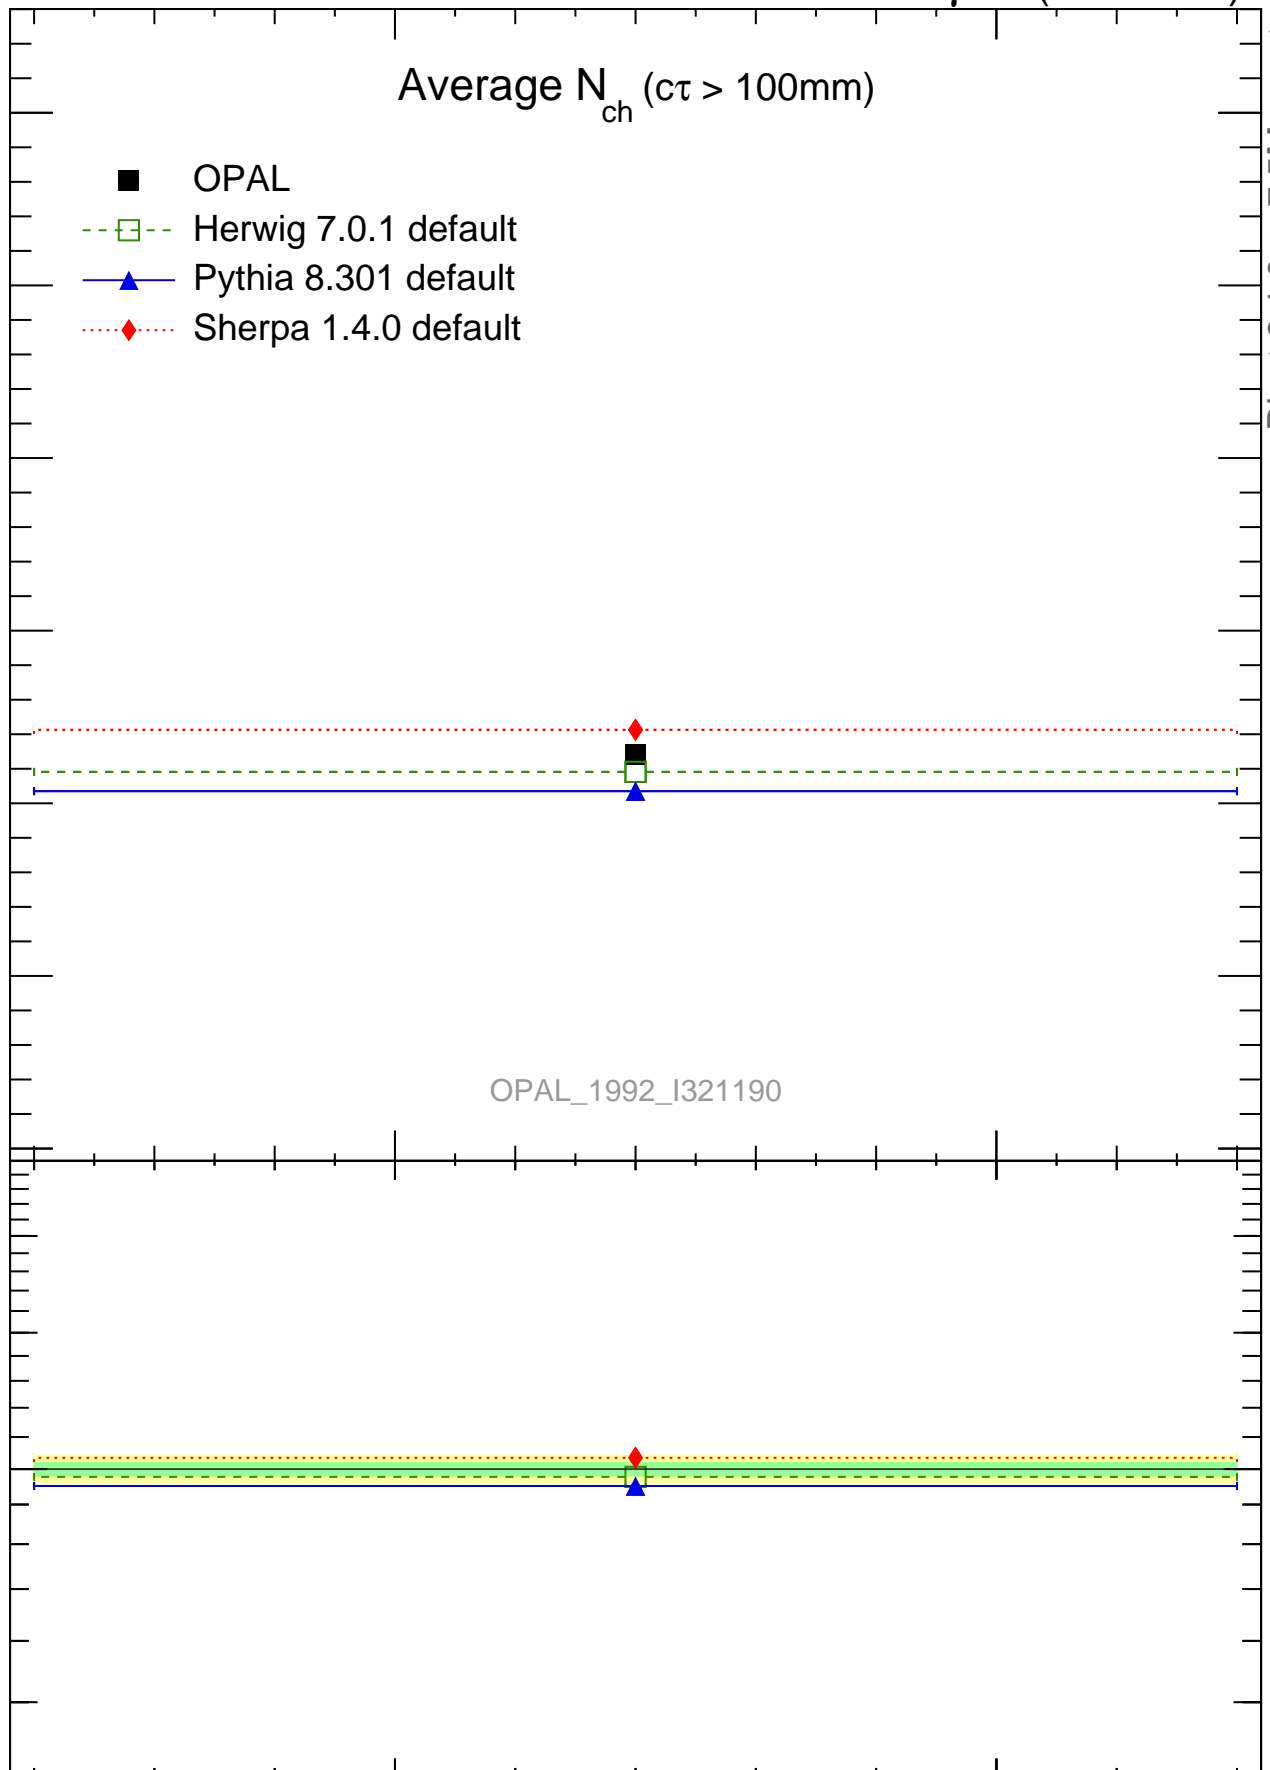 Average N_ch (cτ > 100mm)
OPAL
Herwig 7.0.1 default
Pythia 8.301 default
Sherpa 1.4.0 default
OPAL_1992_I321190